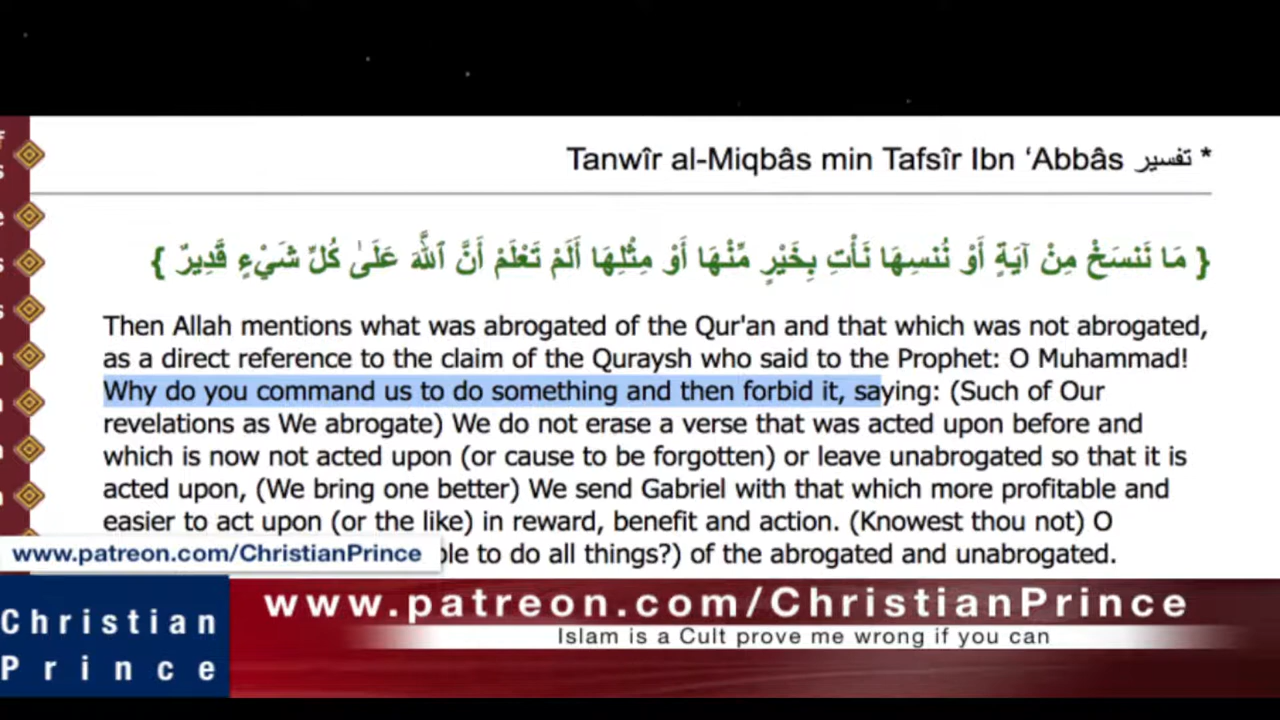 * تفسير Tanwîr al-Miqbâs min Tafsîr Ibn ‘Abbâs
{ مَا نَنسَخْ مِنْ آيَةٍ أَوْ نُنسِهَا نَأْتِ بِخَيْرٍ مِّنْهَا أَوْ مِثْلِهَا أَلَمْ تَعْلَمْ أَنَّ ٱللَّهَ عَلَىٰ كُلِّ شَيْءٍ قَدِيرٌ }
Then Allah mentions what was abrogated of the Qur'an and that which was not abrogated,
as a direct reference to the claim of the Quraysh who said to the Prophet: O Muhammad!
Why do you command us to do something and then forbid it, saying: (Such of Our
revelations as We abrogate) We do not erase a verse that was acted upon before and
which is now not acted upon (or cause to be forgotten) or leave unabrogated so that it is
acted upon, (We bring one better) We send Gabriel with that which more profitable and
easier to act upon (or the like) in reward, benefit and action. (Knowest thou not) O
to do all things?) of the abrogated and unabrogated.
www.patreon.com/ChristianPrince
www.patreon.com/ChristianPrince
Islam is a Cult prove me wrong if you can
Christian
Prince